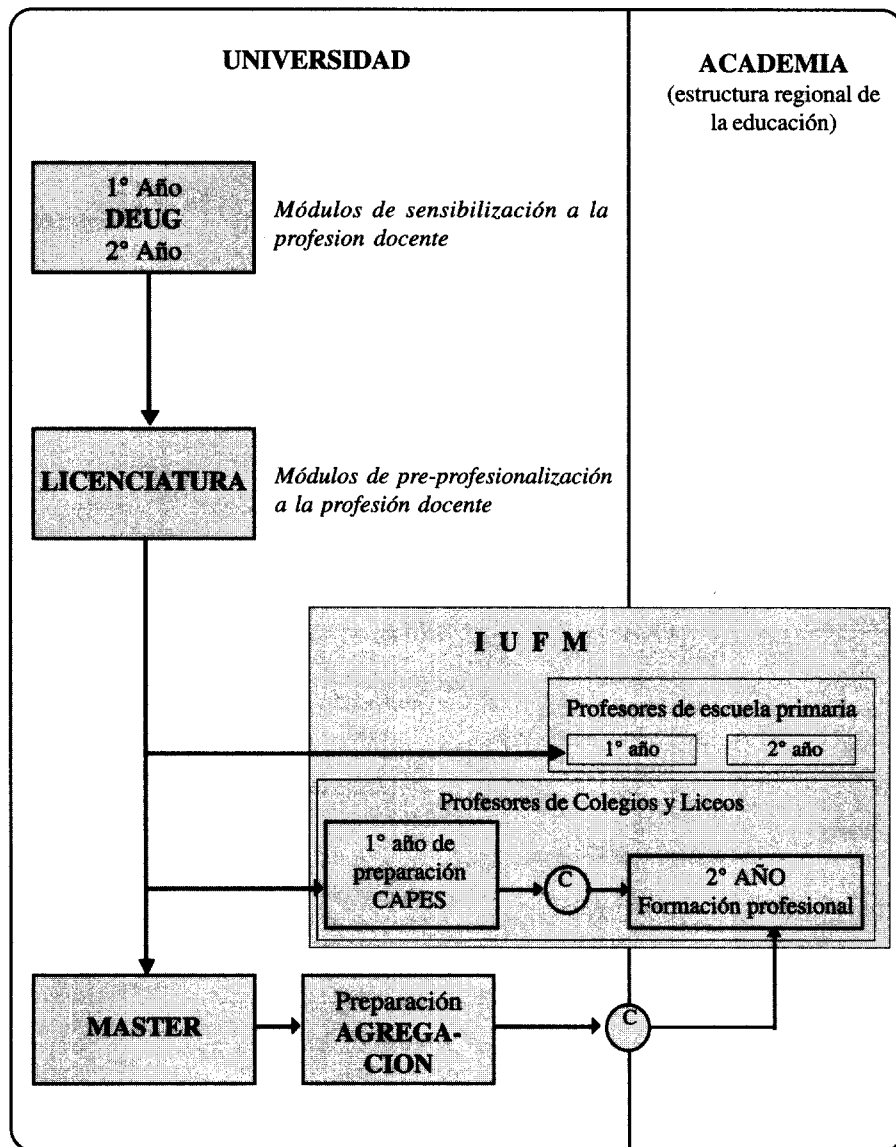 UNIVERSIDAD
ACADEMIA
(estructura regional de
la educación)
1° Año
DEUG
2° Año
Módulos de sensibilización a la
profesion docente
LICENCIATURA
Módulos de pre-profesionalización
a la profesión docente
I U F M
Profesores de escuela primaria
1° año
2° año
Profesores de Colegios y Liceos
1° año de
preparación
CAPES
C
2° AÑO
Formación profesional
MASTER
Preparación
AGREGA-
CION
C